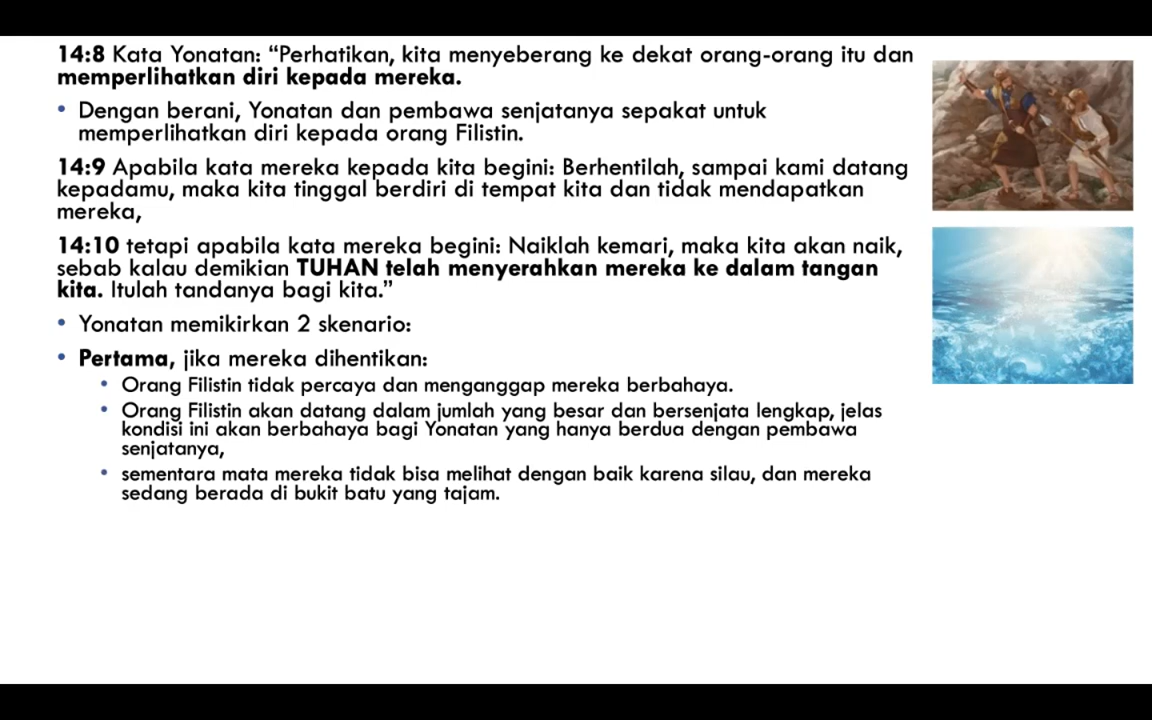 14:8 Kata Yonatan: “Perhatikan, kita menyeberang ke dekat orang-orang itu dan
memperlihatkan diri kepada mereka.
• Dengan berani, Yonatan dan pembawa senjatanya sepakat untuk
memperlihatkan diri kepada orang Filistin.
14:9 Apabila kata mereka kepada kita begini: Berhentilah, sampai kami datang
kepadamu, maka kita tinggal berdiri di tempat kita dan tidak mendapatkan
mereka,
14:10 tetapi apabila kata mereka begini: Naiklah kemari, maka kita akan naik,
sebab kalau demikian TUHAN telah menyerahkan mereka ke dalam tangan
kita. Itulah tandanya bagi kita.”
• Yonatan memikirkan 2 skenario:
• Pertama, jika mereka dihentikan:
• Orang Filistin tidak percaya dan menganggap mereka berbahaya.
• Orang Filistin akan datang dalam jumlah yang besar dan bersenjata lengkap, jelas
kondisi ini akan berbahaya bagi Yonatan yang hanya berdua dengan pembawa
senjatanya,
• sementara mata mereka tidak bisa melihat dengan baik karena silau, dan mereka
sedang berada di bukit batu yang tajam.